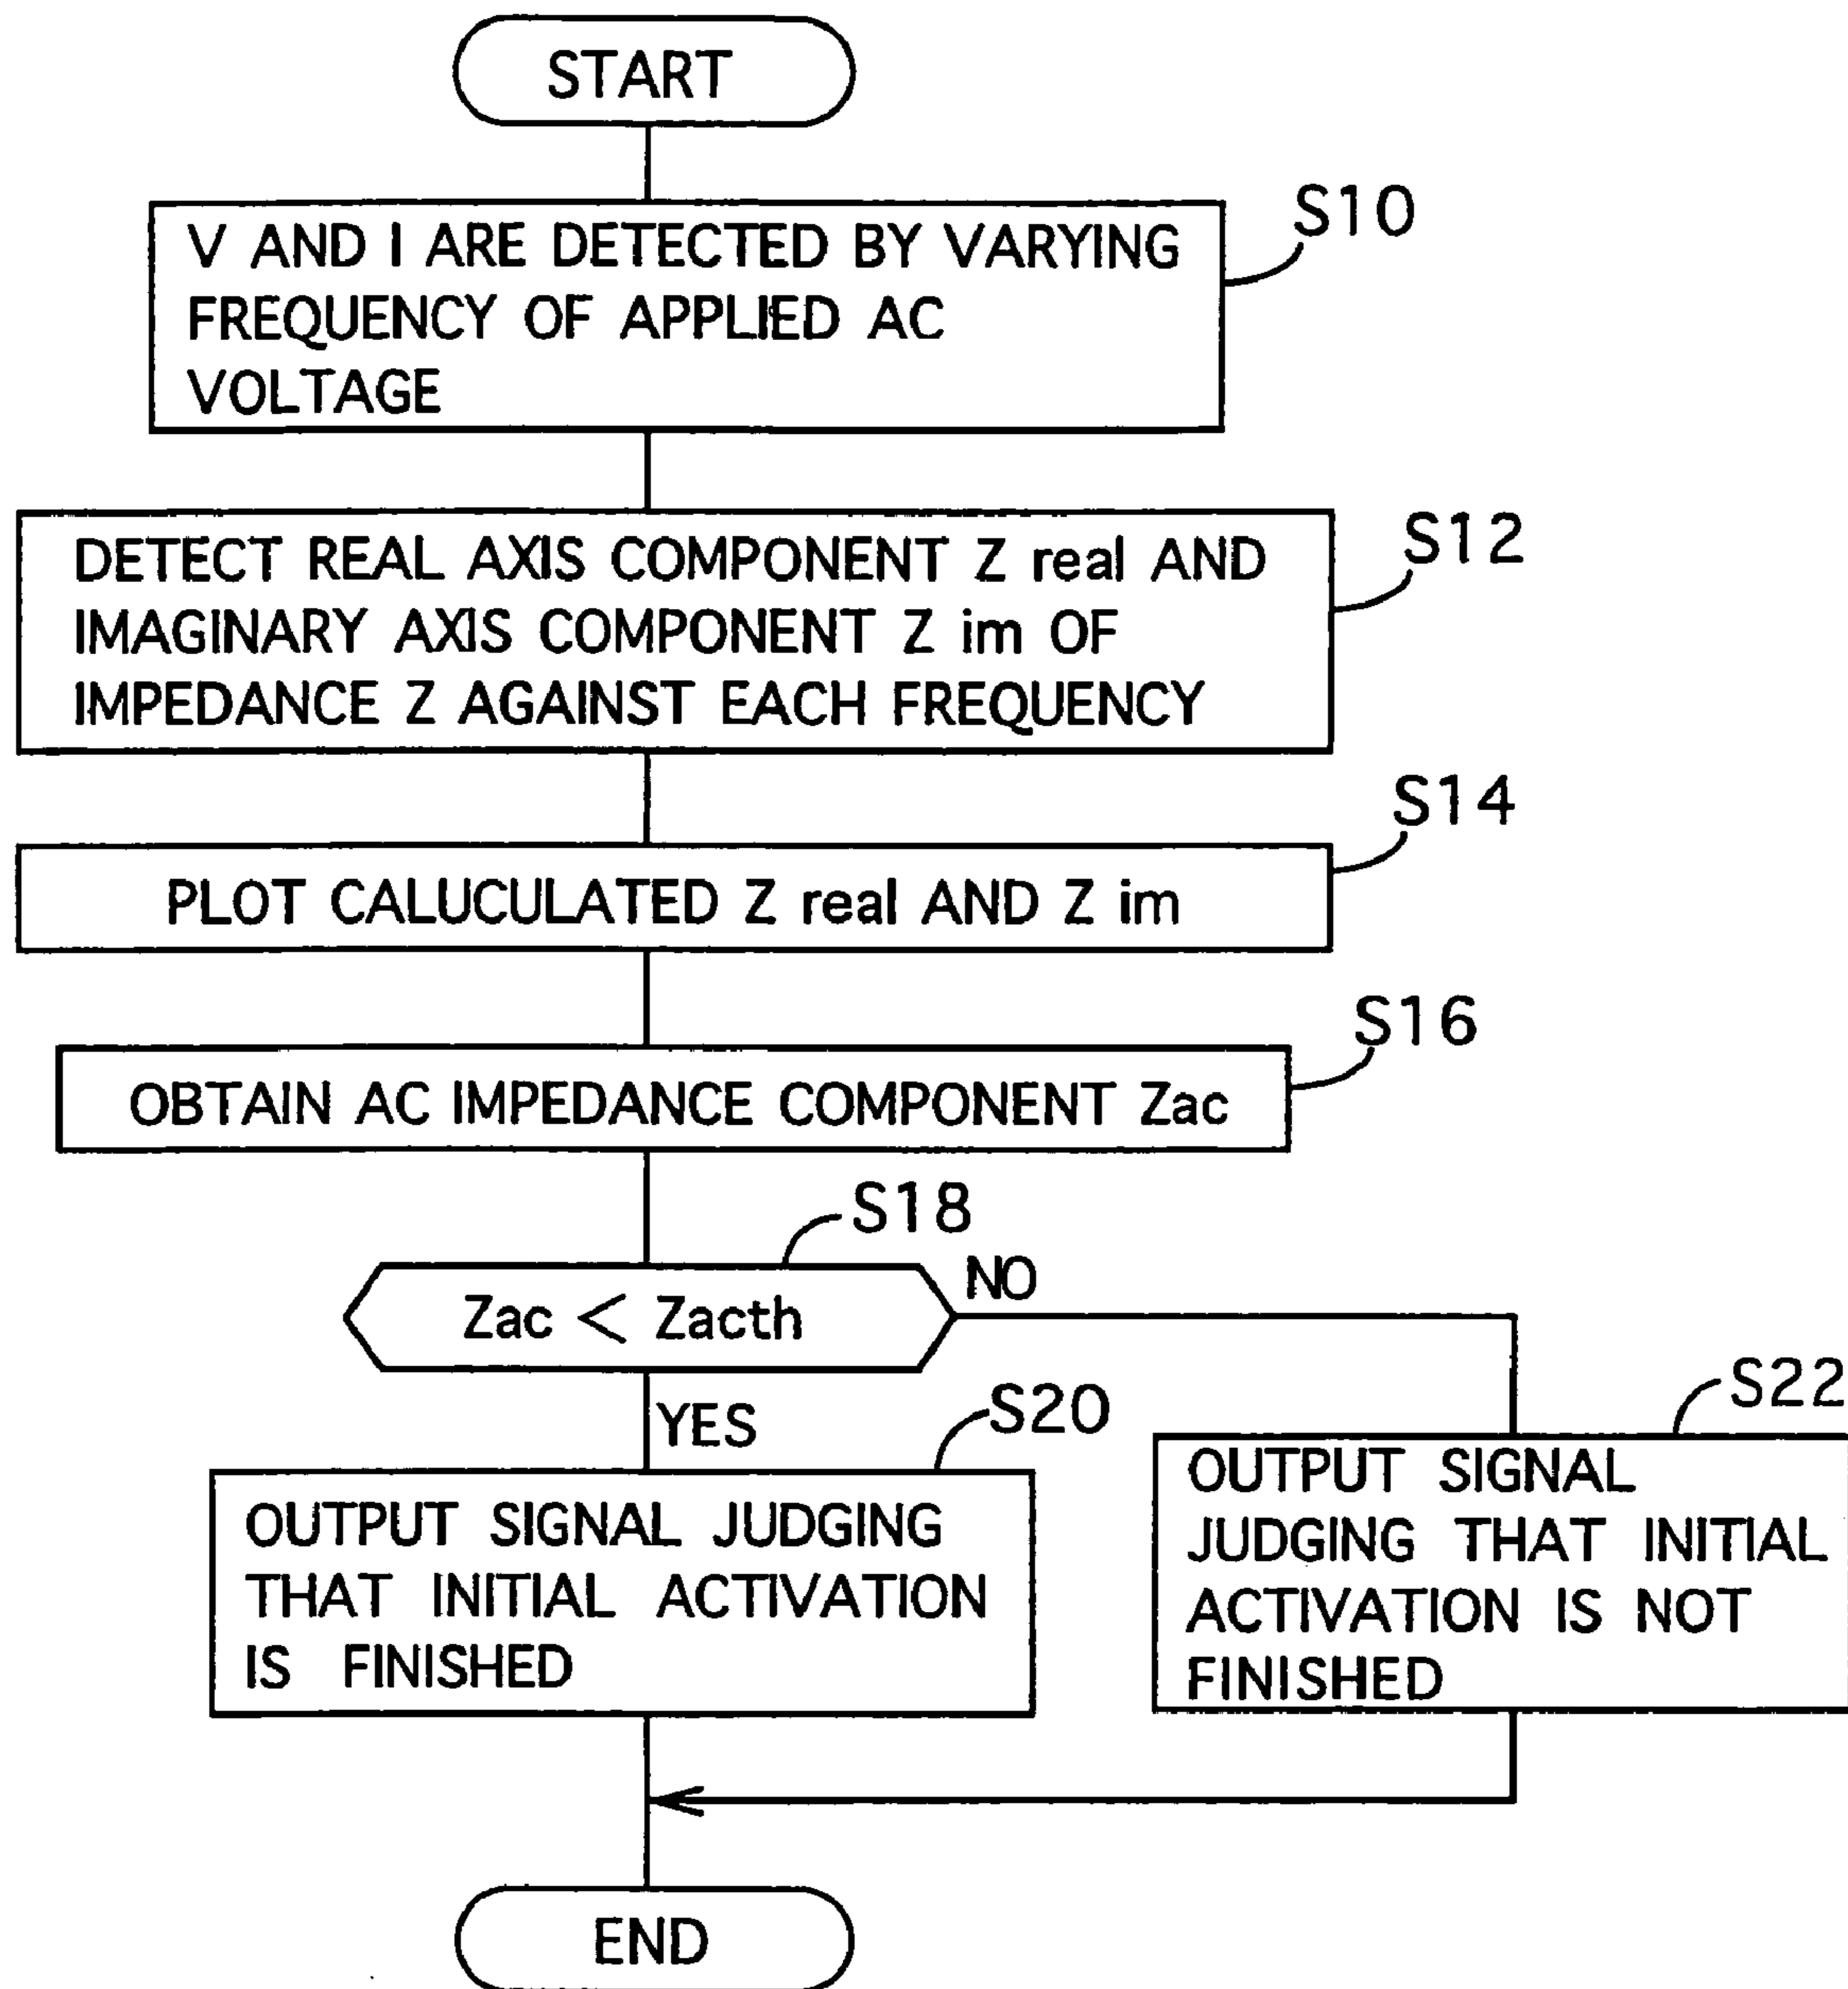 START
S10
V AND I ARE DETECTED BY VARYING
FREQUENCY OF APPLIED AC
VOLTAGE
S12
DETECT REAL AXIS COMPONENT Z real AND
IMAGINARY AXIS COMPONENT Z im OF
IMPEDANCE Z AGAINST EACH FREQUENCY
S14
PLOT CALUCULATED Z real AND Z im
S16
OBTAIN AC IMPEDANCE COMPONENT Zac
S18
Zac < Zacth
NO
YES
S20
OUTPUT SIGNAL JUDGING
THAT INITIAL ACTIVATION
IS FINISHED
S22
OUTPUT SIGNAL
JUDGING THAT INITIAL
ACTIVATION IS NOT
FINISHED
END